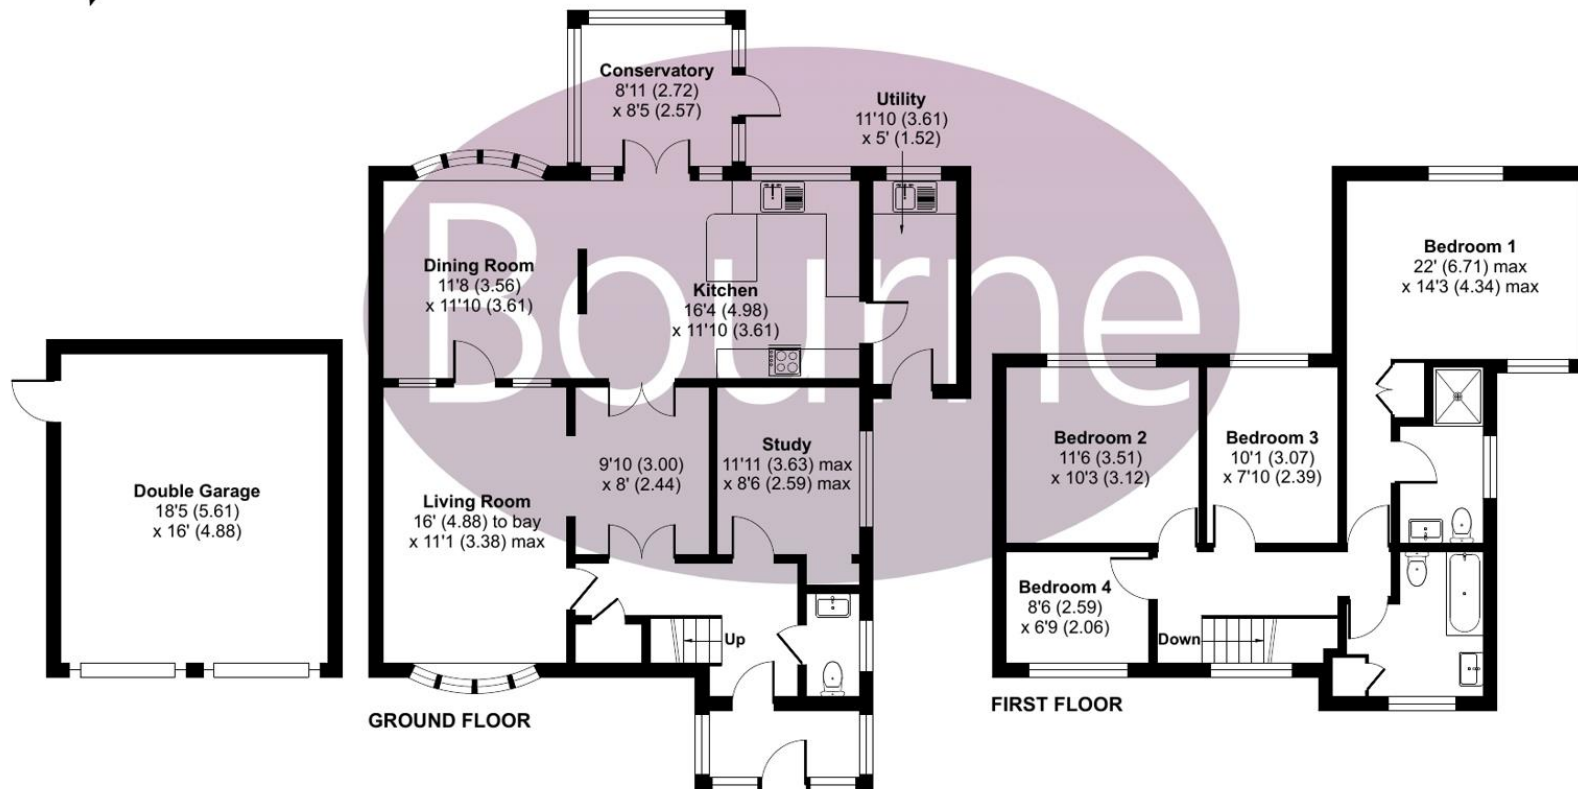 Conservatory
8'11 (2.72)
x 8'5 (2.57)
Utility
11'10 (3.61)
x 5' (1.52)
Bourne
Dining Room
11'8 (3.56)
x 11'10 (3.61)
Kitchen
16'4 (4.98)
x 11'10 (3.61)
Bedroom 1
22' (6.71) max
x 14'3 (4.34) max
Double Garage
18'5 (5.61)
x 16' (4.88)
Living Room
16' (4.88) to bay
x 11'1 (3.38) max
9'10 (3.00)
x 8' (2.44)
Study
11'11 (3.63) max
x 8'6 (2.59) max
Bedroom 2
11'6 (3.51)
x 10'3 (3.12)
Bedroom 3
10'1 (3.07)
x 7'10 (2.39)
Bedroom 4
8'6 (2.59)
x 6'9 (2.06)
Up
Down
GROUND FLOOR
FIRST FLOOR